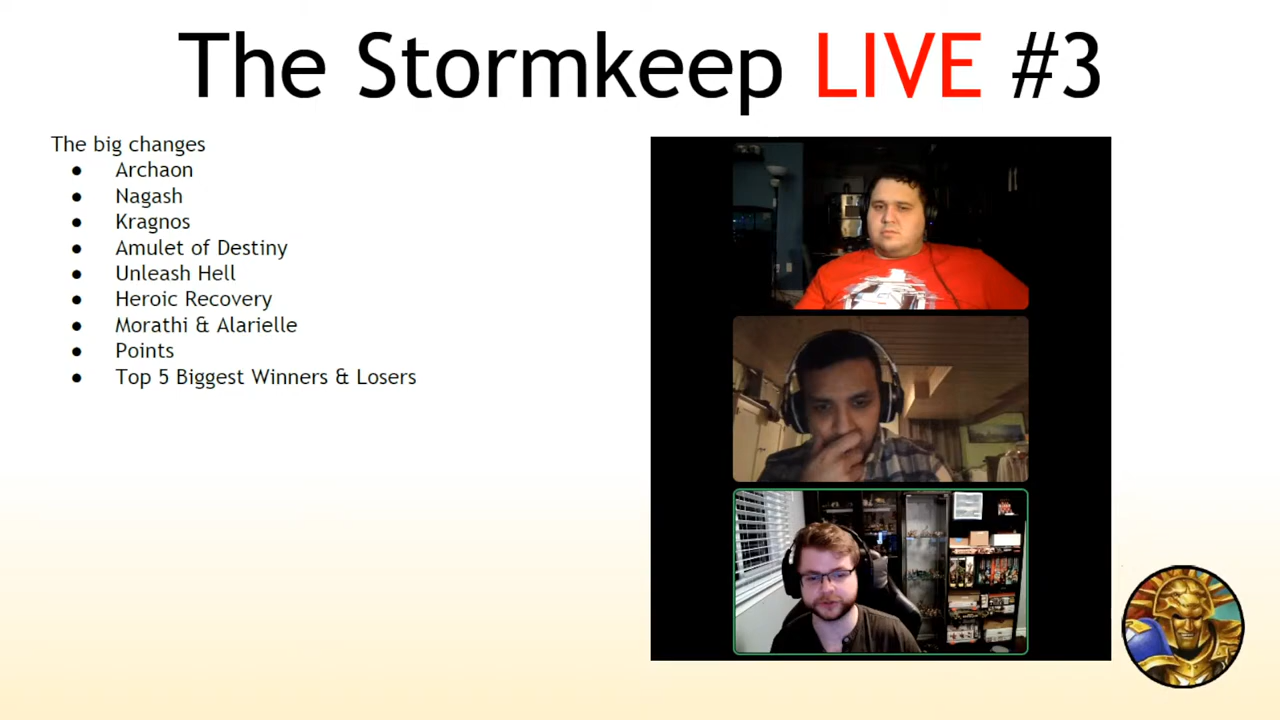 The Stormkeep LIVE #3
The big changes
● Archaon
● Nagash
● Kragnos
● Amulet of Destiny
● Unleash Hell
● Heroic Recovery
● Morathi & Alarielle
● Points
● Top 5 Biggest Winners & Losers